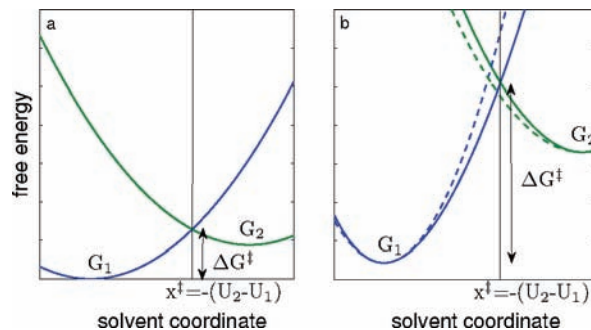 a
b
free energy
G₁
G₂
ΔG‡
x‡=-(U₂-U₁)
solvent coordinate
G₁
G₂
ΔG‡
x‡=-(U₂-U₁)
solvent coordinate